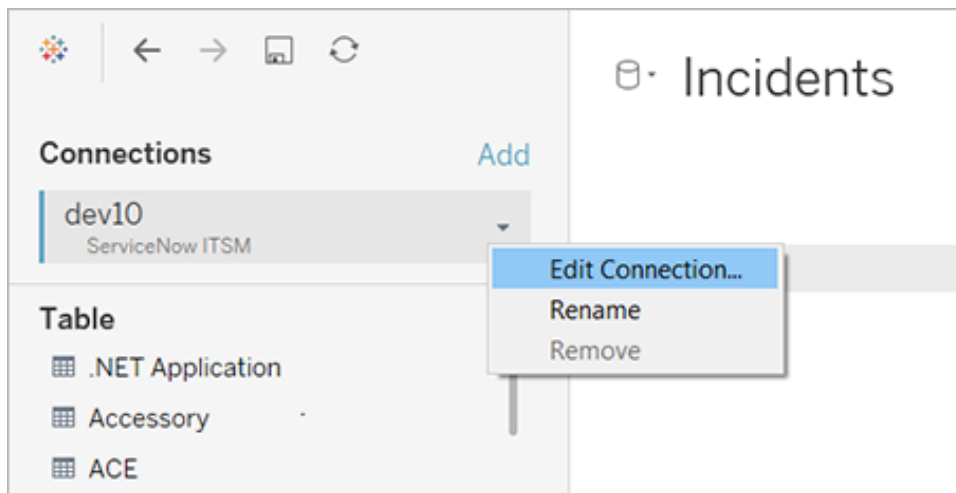 Incidents
Connections
Add
dev10
ServiceNow ITSM
Edit Connection...
Rename
Remove
Table
.NET Application
Accessory
ACE